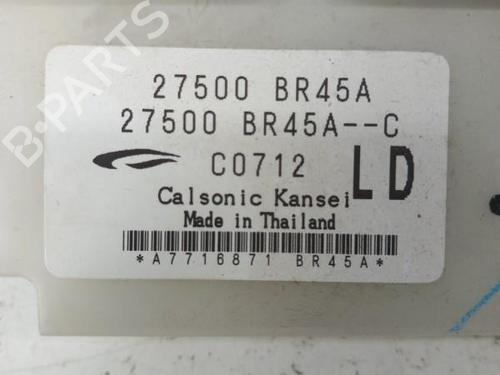 27500 BR45A
27500 BR45A--C
C0712 LD
Calsonic Kansei
Made in Thailand
*A7716871 BR45A*
B-PARTS